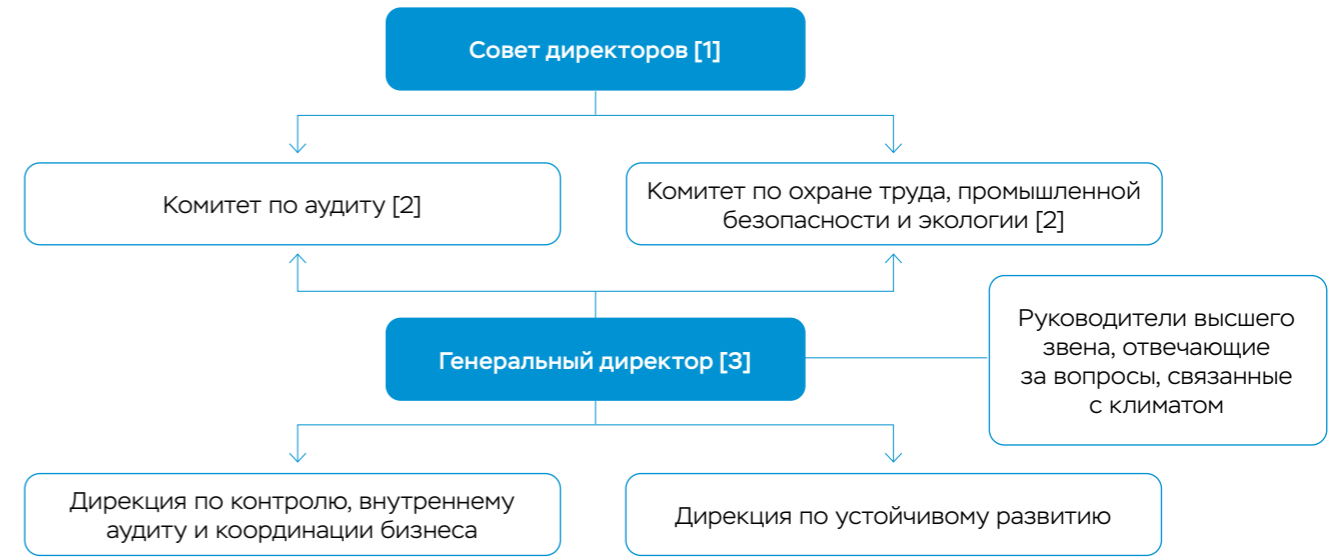 Совет директоров [1]
Комитет по аудиту [2]
Комитет по охране труда, промышленной
безопасности и экологии [2]
Генеральный директор [3]
Руководители высшего
звена, отвечающие
за вопросы, связанные
с климатом
Дирекция по контролю, внутреннему
аудиту и координации бизнеса
Дирекция по устойчивому развитию